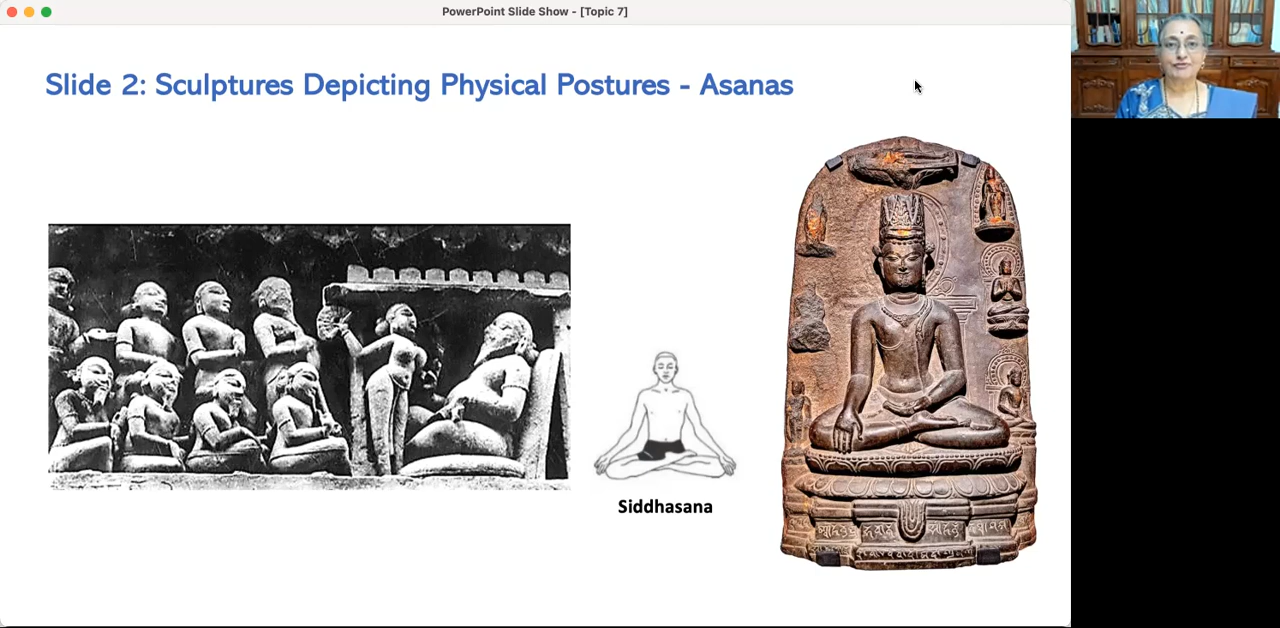 PowerPoint Slide Show - [Topic 7]
Slide 2: Sculptures Depicting Physical Postures - Asanas
Siddhasana